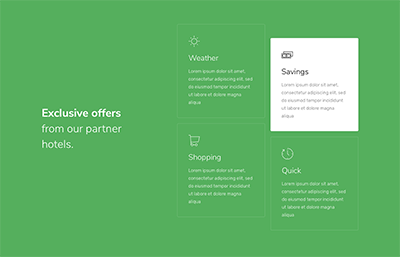 Exclusive offers
from our partner
hotels.
Weather
Lorem ipsum dolor sit amet,
consectetur adipiscing elit, sed do
eiusmod tempor incididunt
ut labore et dolore magna
aliqua
Savings
Lorem ipsum dolor sit amet,
consectetur adipiscing elit, sed do
eiusmod tempor incididunt
ut labore et dolore magna
aliqua
Shopping
Lorem ipsum dolor sit amet,
consectetur adipiscing elit, sed do
eiusmod tempor incididunt
ut labore et dolore magna
aliqua
Quick
Lorem ipsum dolor sit amet,
consectetur adipiscing elit, sed do
eiusmod tempor incididunt
ut labore et dolore magna
aliqua